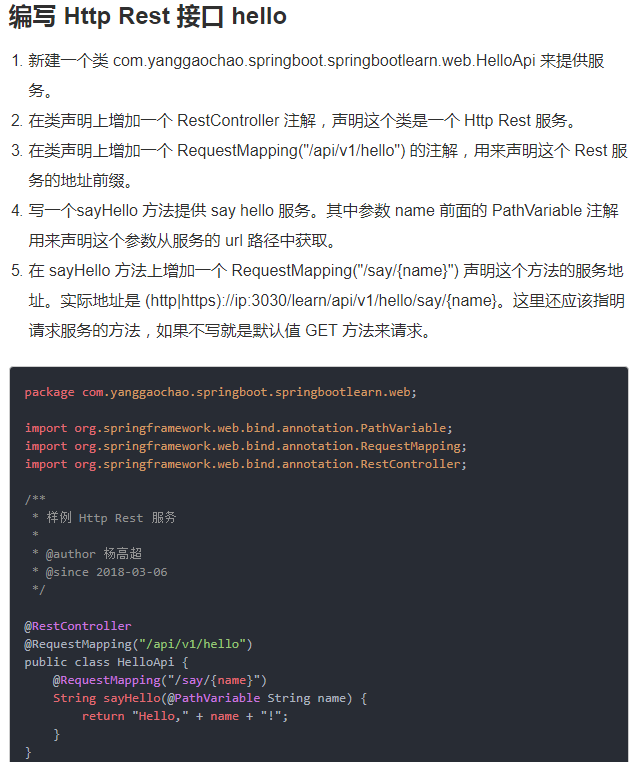 编写 Http Rest 接口 hello
1. 新建一个类 com.yanggaochao.springboot.springbootlearn.web.HelloApi 来提供服
务。
2. 在类声明上增加一个 RestController 注解，声明这个类是一个 Http Rest 服务。
3. 在类声明上增加一个 RequestMapping("/api/v1/hello") 的注解，用来声明这个 Rest 服
务的地址前缀。
4. 写一个sayHello 方法提供 say hello 服务。其中参数 name 前面的 PathVariable 注解
用来声明这个参数从服务的 url 路径中获取。
5. 在 sayHello 方法上增加一个 RequestMapping("/say/{name}") 声明这个方法的服务地
址。实际地址是 (http|https)://ip:3030/learn/api/v1/hello/say/{name}。这里还应该指明
请求服务的方法，如果不写就是默认值 GET 方法来请求。
package com.yanggaochao.springboot.springbootlearn.web;
import org.springframework.web.bind.annotation.PathVariable;
import org.springframework.web.bind.annotation.RequestMapping;
import org.springframework.web.bind.annotation.RestController;
/**
 * 样例 Http Rest 服务
 *
 * @author 杨高超
 * @since 2018-03-06
 */
@RestController
@RequestMapping("/api/v1/hello")
public class HelloApi {
    @RequestMapping("/say/{name}")
    String sayHello(@PathVariable String name) {
        return "Hello," + name + "!";
    }
}